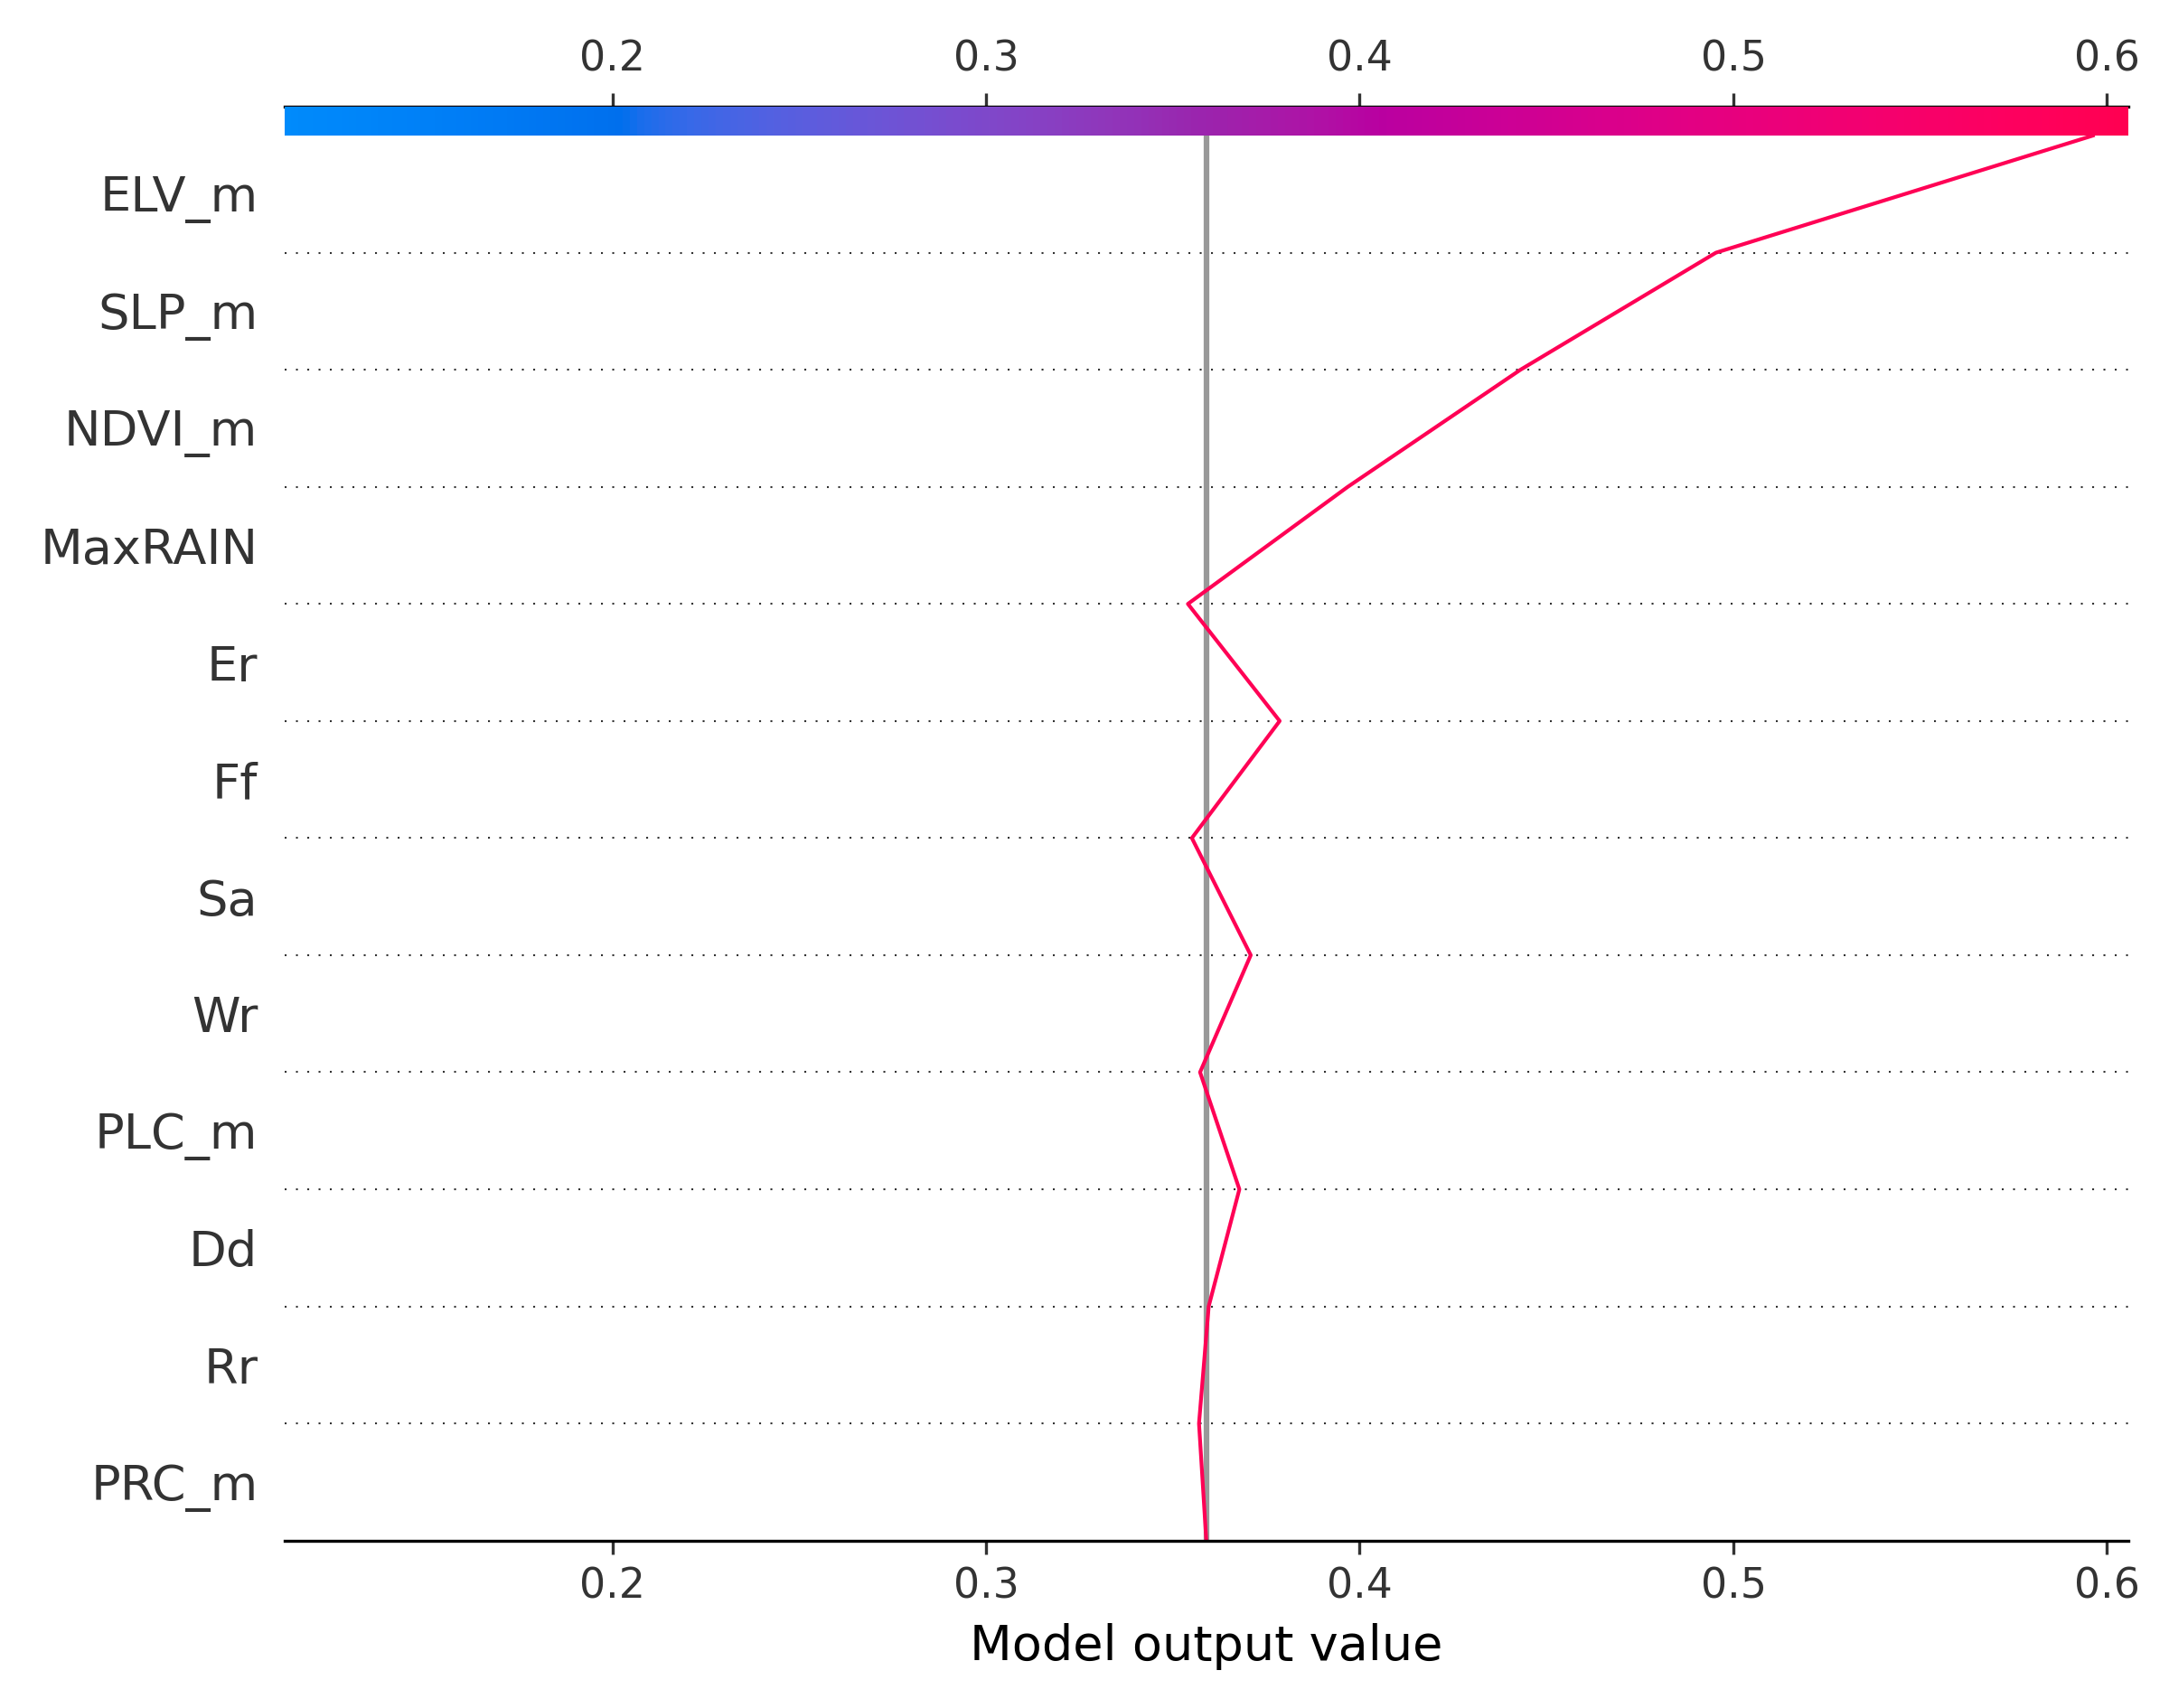 0.2 0.3 0.4 0.5 0.6
ELV_m
SLP_m
NDVI_m
MaxRAIN
Er
Ff
Sa
Wr
PLC_m
Dd
Rr
PRC_m
0.2 0.3 0.4 0.5 0.6
Model output value